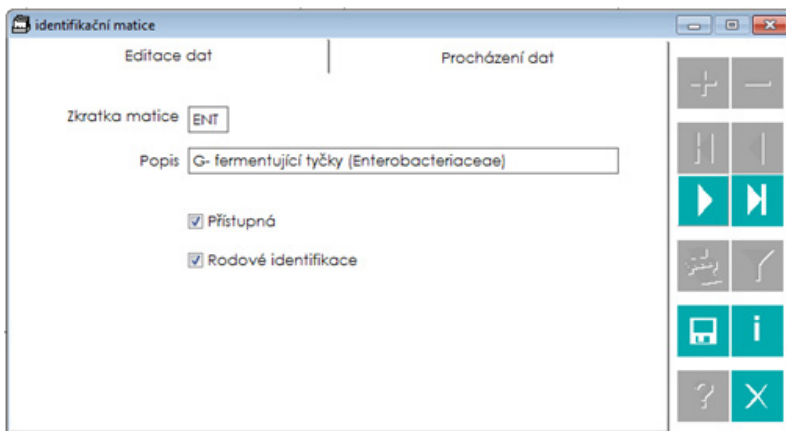 identifikační matice
Editace dat
Procházení dat
Zkratka matice ENT
Popis G- fermentující tyčky (Enterobacteriaceae)
Přístupná
Rodové identifikace